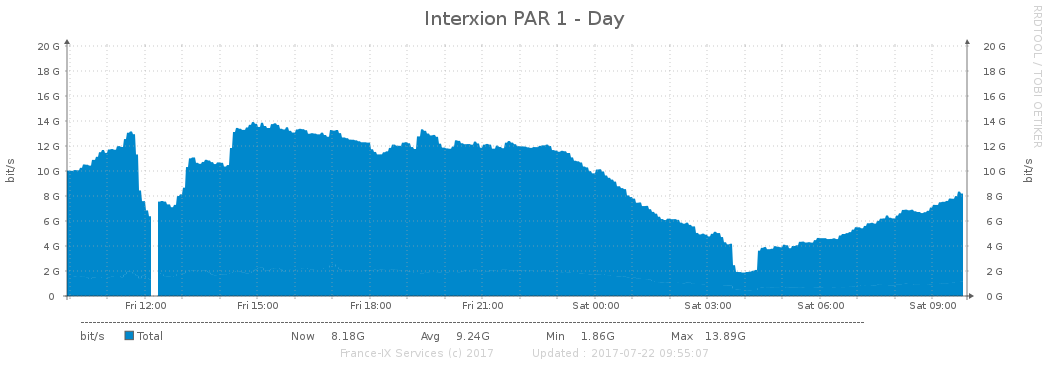 Interxion PAR 1 - Day
RRDTOOL / TOBI OETIKER
20 G 20 G
18 G 18 G
16 G 16 G
14 G 14 G
12 G 12 G
10 G 10 G
8 G 8 G
6 G 6 G
4 G 4 G
2 G 2 G
0 0 G
bit/s bit/s
Fri 12:00 Fri 15:00 Fri 18:00 Fri 21:00 Sat 00:00 Sat 03:00 Sat 06:00 Sat 09:00
bit/s Total Now 8.18G Avg 9.24G Min 1.86G Max 13.89G
France-IX Services (c) 2017 Updated : 2017-07-22 09:55:07